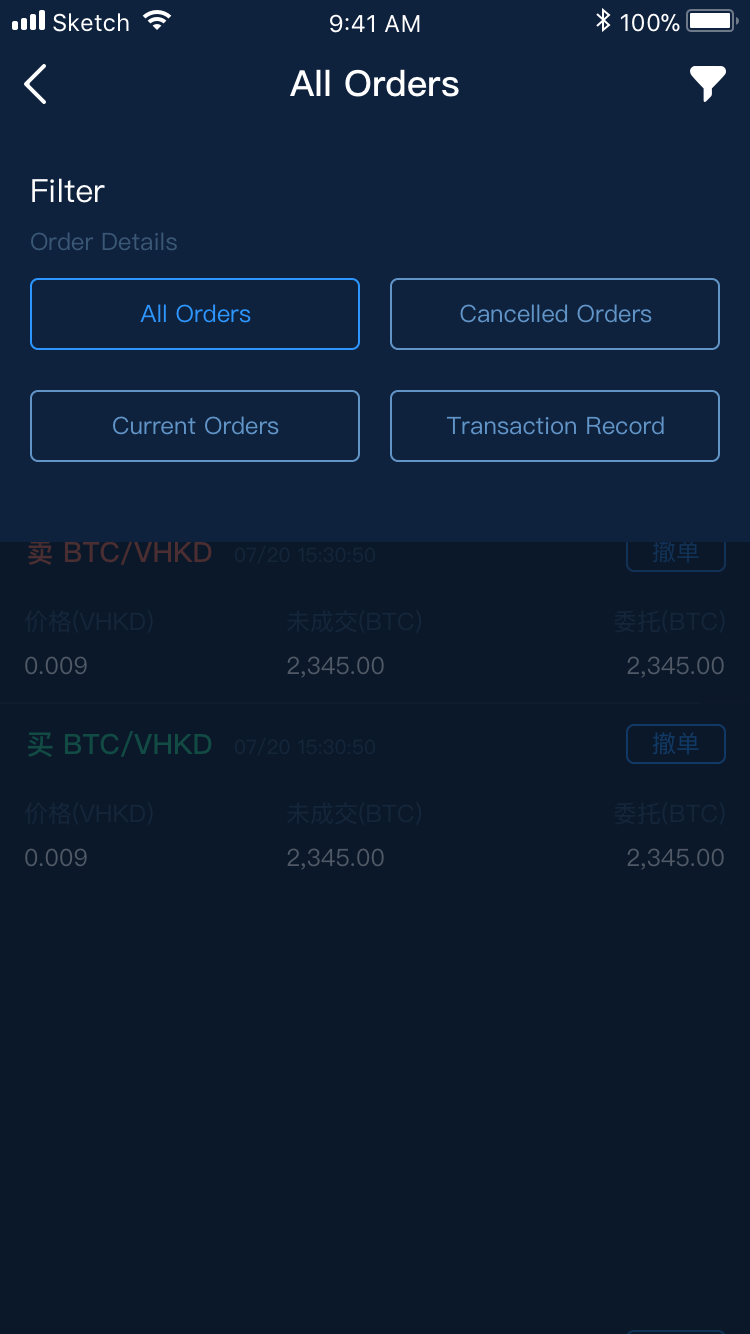 Sketch 9:41 AM 100%
All Orders
Filter
Order Details
All Orders Cancelled Orders
Current Orders Transaction Record
卖 BTC/VHKD 07/20 15:30:50 撤单
价格(VHKD) 未成交(BTC) 委托(BTC)
0.009 2,345.00 2,345.00
买 BTC/VHKD 07/20 15:30:50 撤单
价格(VHKD) 未成交(BTC) 委托(BTC)
0.009 2,345.00 2,345.00